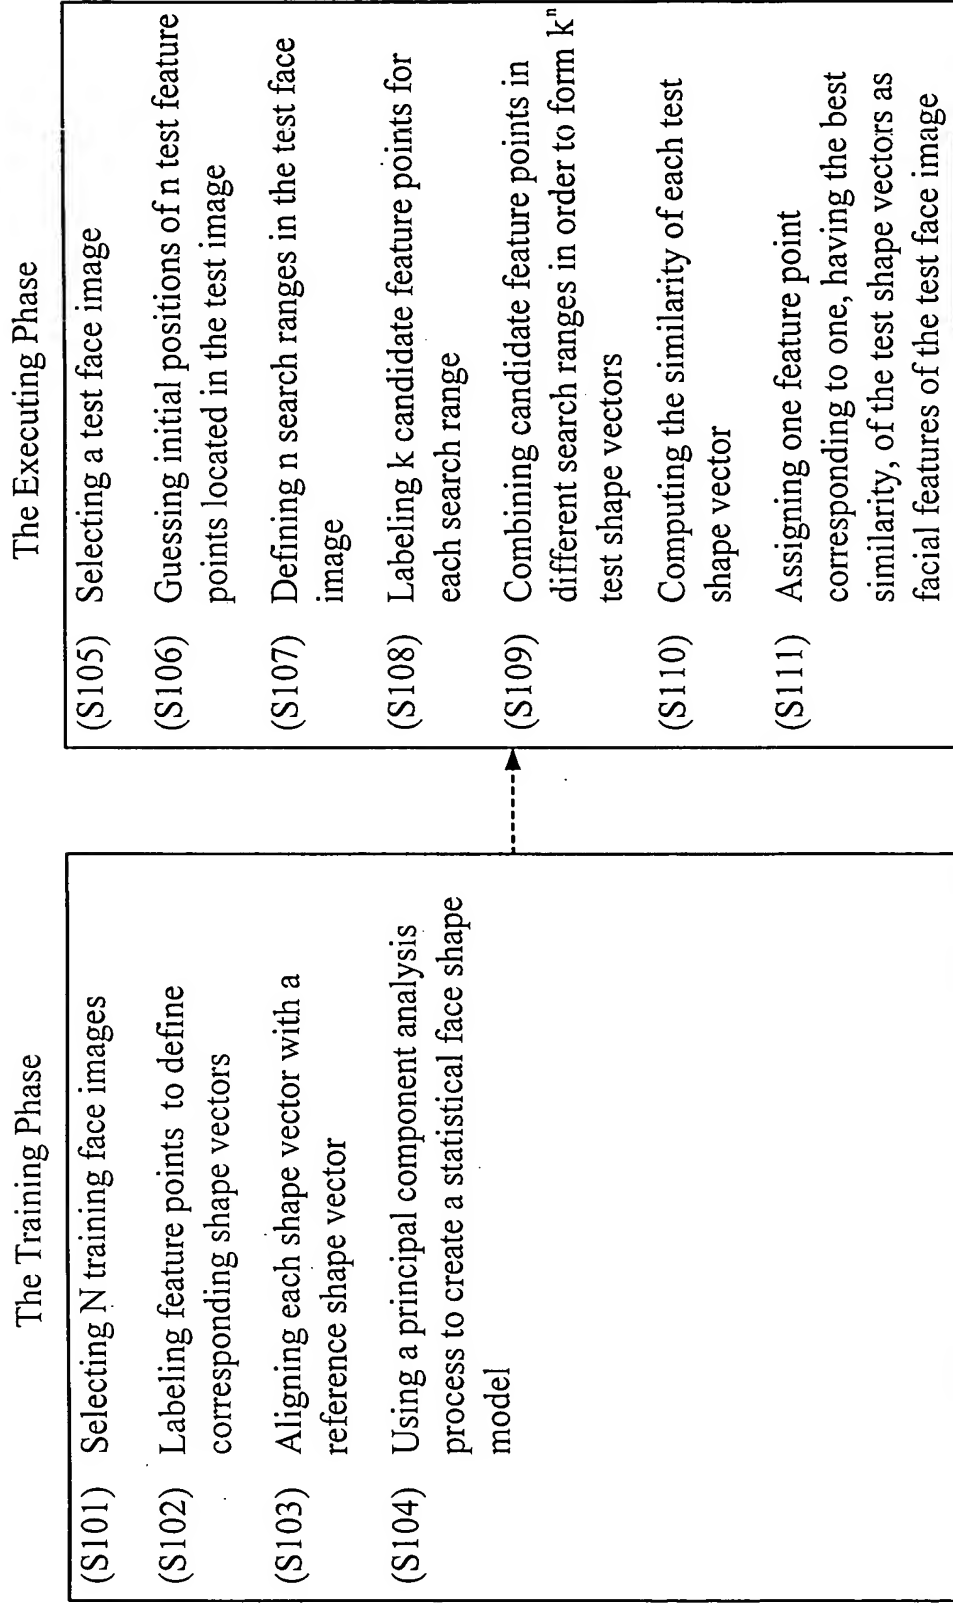 The Training Phase
(S101) Selecting N training face images
(S102) Labeling feature points to define
corresponding shape vectors
(S103) Aligning each shape vector with a
reference shape vector
(S104) Using a principal component analysis
process to create a statistical face shape
model
The Executing Phase
(S105) Selecting a test face image
(S106) Guessing initial positions of n test feature
points located in the test image
(S107) Defining n search ranges in the test face
image
(S108) Labeling k candidate feature points for
each search range
(S109) Combining candidate feature points in
different search ranges in order to form kⁿ
test shape vectors
(S110) Computing the similarity of each test
shape vector
(S111) Assigning one feature point
corresponding to one, having the best
similarity, of the test shape vectors as
facial features of the test face image